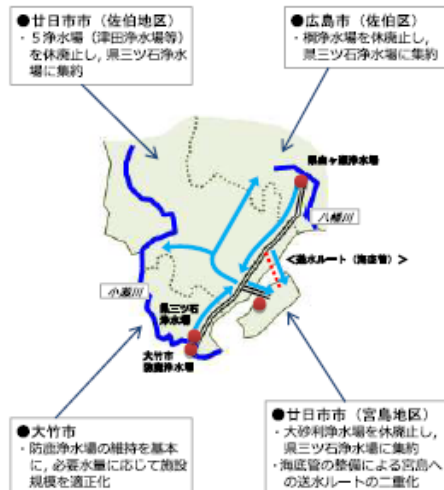 ●廿日市市（佐伯地区）
・５浄水場（津田浄水場等）
を休廃止し，県三ツ石浄水
場に集約
●広島市（佐伯区）
・桐浄水場を休廃止し，
県三ツ石浄水場に集約
浄水場
八幡川
＜送水ルート（海底管）＞
小瀬川
県三ツ石
浄水場
大竹市
防鹿浄水場
●大竹市
・防鹿浄水場の維持を基本
に，必要水量に応じて施設
規模を適正化
●廿日市市（宮島地区）
・大砂利浄水場を休廃止し，
県三ツ石浄水場に集約
・海底管の整備による宮島へ
の送水ルートの二重化